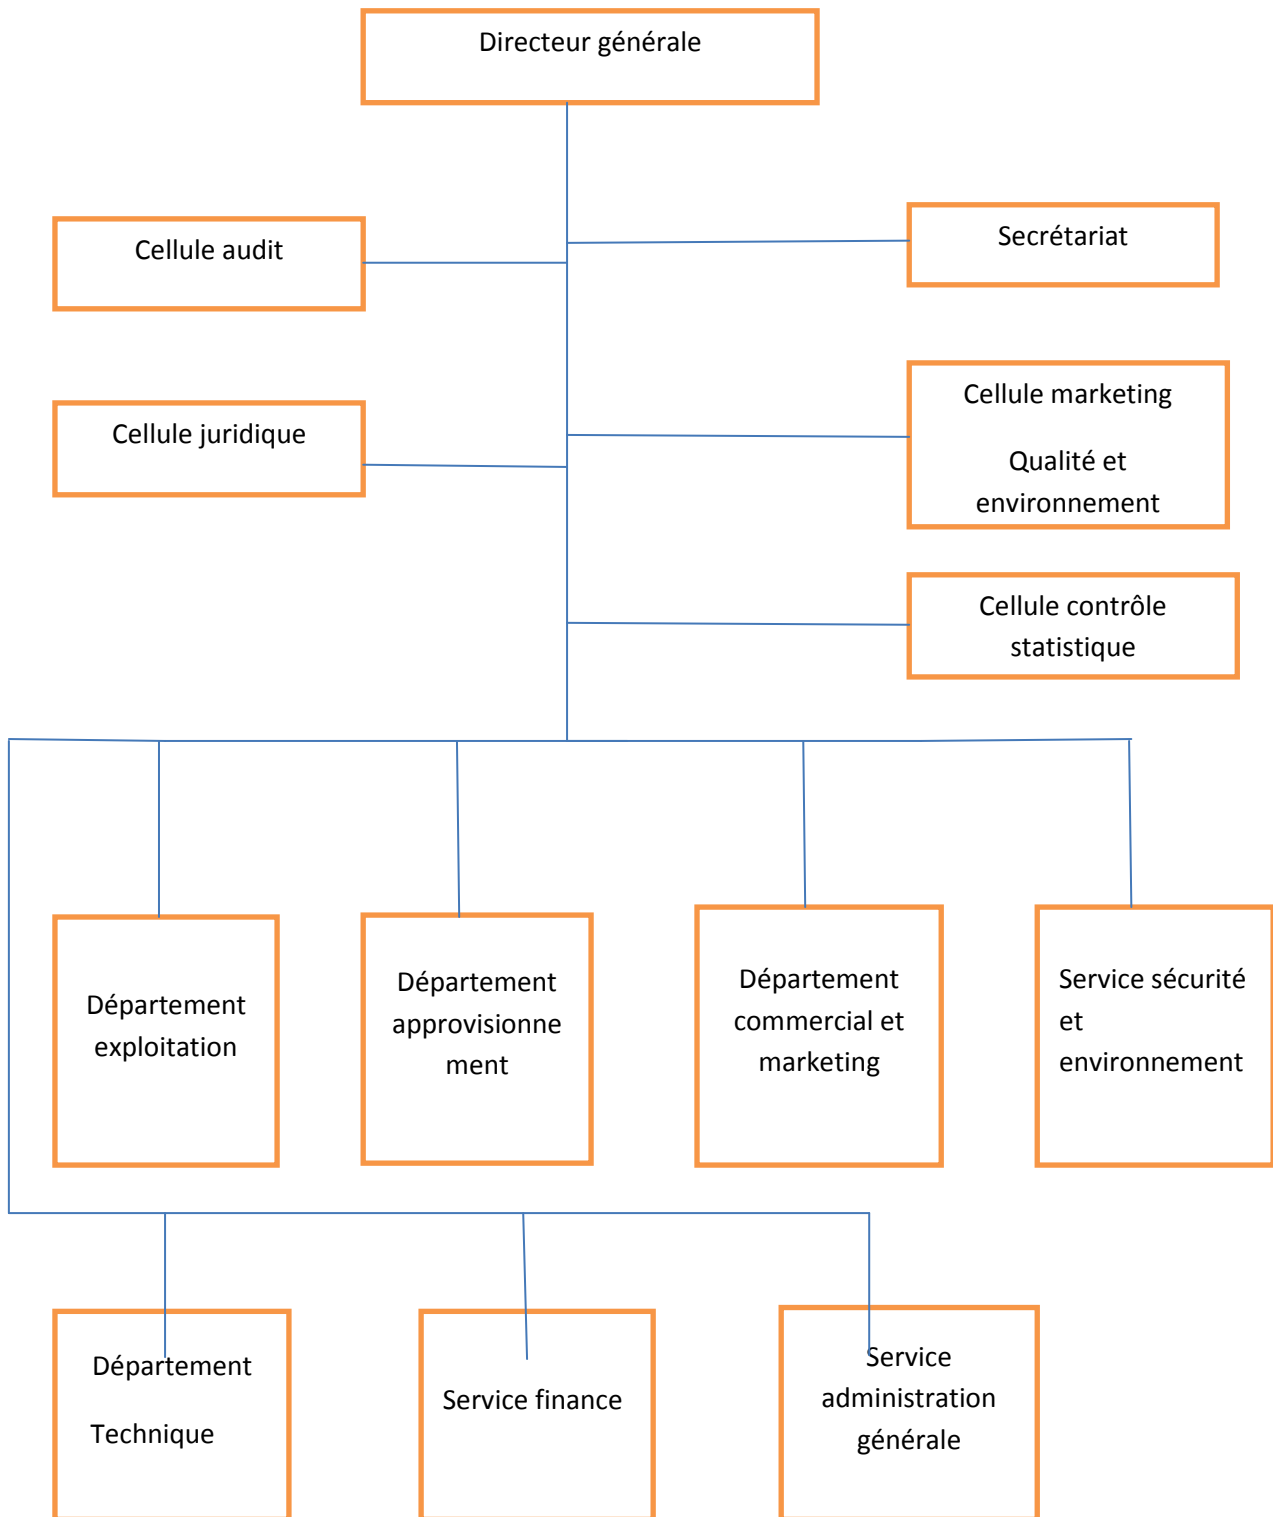 Directeur générale
Cellule audit
Secrétariat
Cellule juridique
Cellule marketing
Qualité et
environnement
Cellule contrôle
statistique
Département
exploitation
Département
approvisionne
ment
Département
commercial et
marketing
Service sécurité
et
environnement
Département
Technique
Service finance
Service
administration
générale